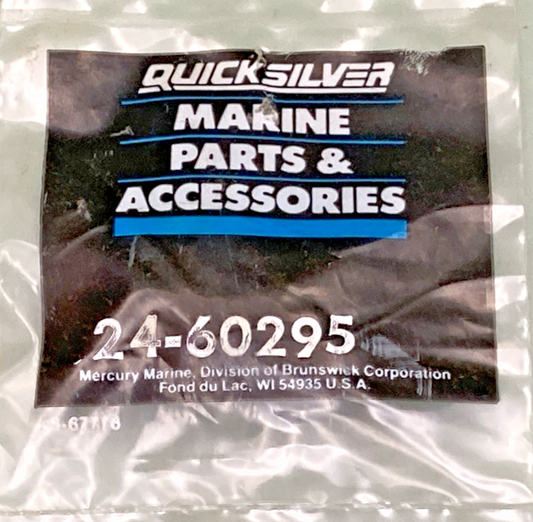 QUICKSILVER
MARINE
PARTS &
ACCESSORIES
24-60295
Mercury Marine, Division of Brunswick Corporation
Fond du Lac, WI 54935 U.S.A.